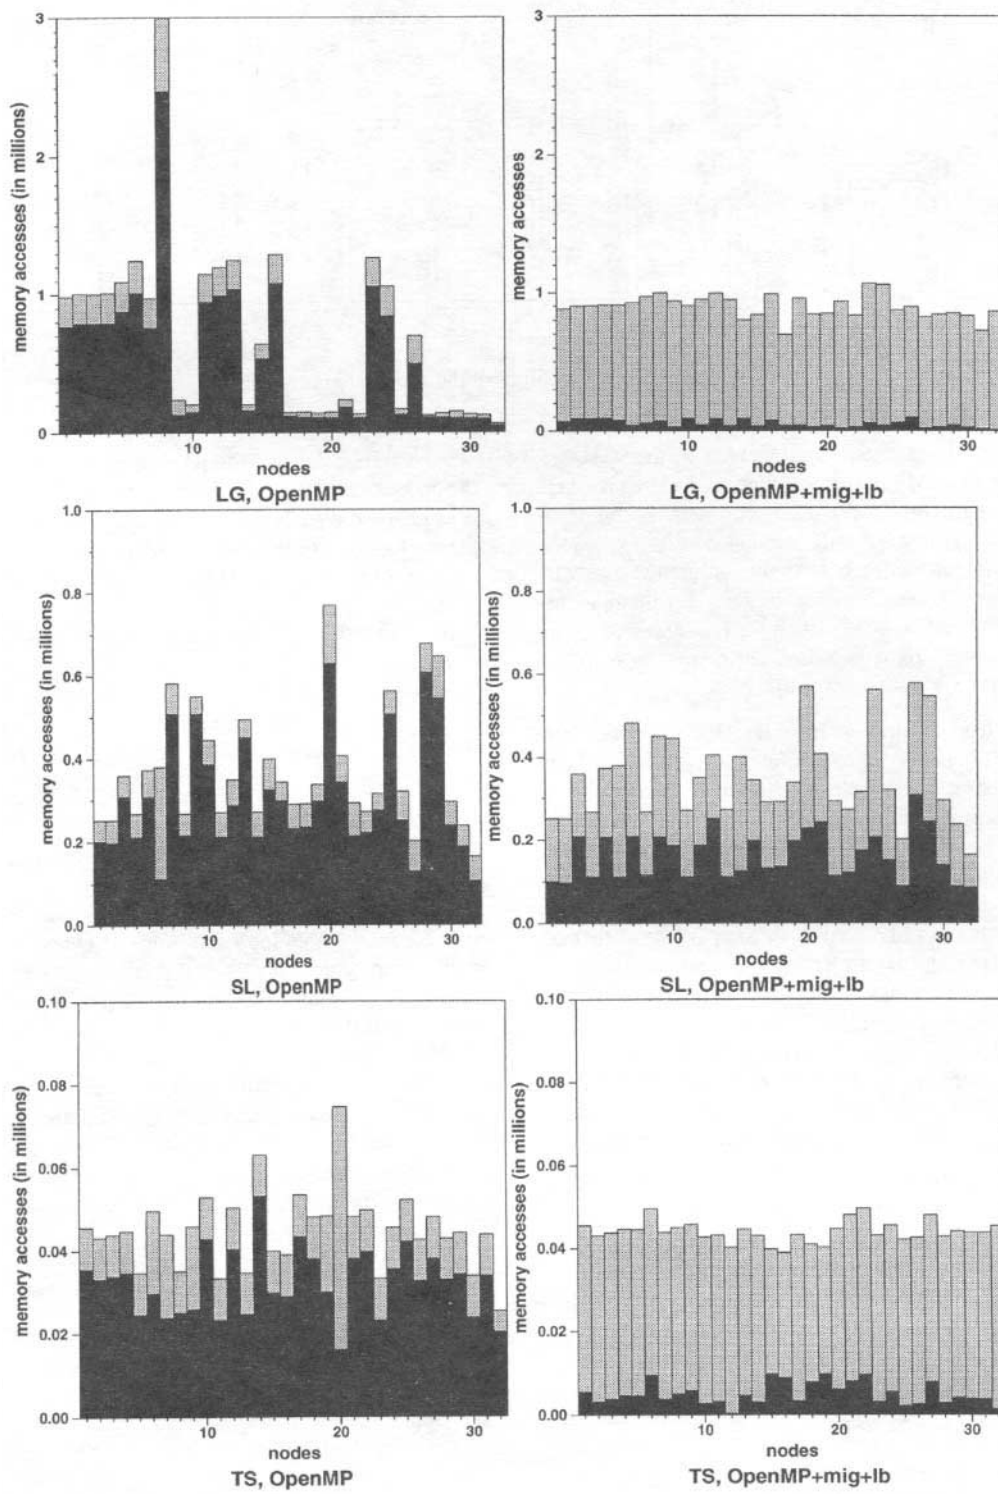 3
2
1
0
memory accesses (in millions)
10
20
30
nodes
LG, OpenMP
3
2
1
0
memory accesses
10
20
30
nodes
LG, OpenMP+mig+lb
1.0
0.8
0.6
0.4
0.2
0.0
memory accesses (in millions)
10
20
30
nodes
SL, OpenMP
1.0
0.8
0.6
0.4
0.2
0.0
memory accesses (in millions)
10
20
30
nodes
SL, OpenMP+mig+lb
0.10
0.08
0.06
0.04
0.02
0.00
memory accesses (in millions)
10
20
30
nodes
TS, OpenMP
0.10
0.08
0.06
0.04
0.02
0.00
memory accesses (in millions)
10
20
30
nodes
TS, OpenMP+mig+lb